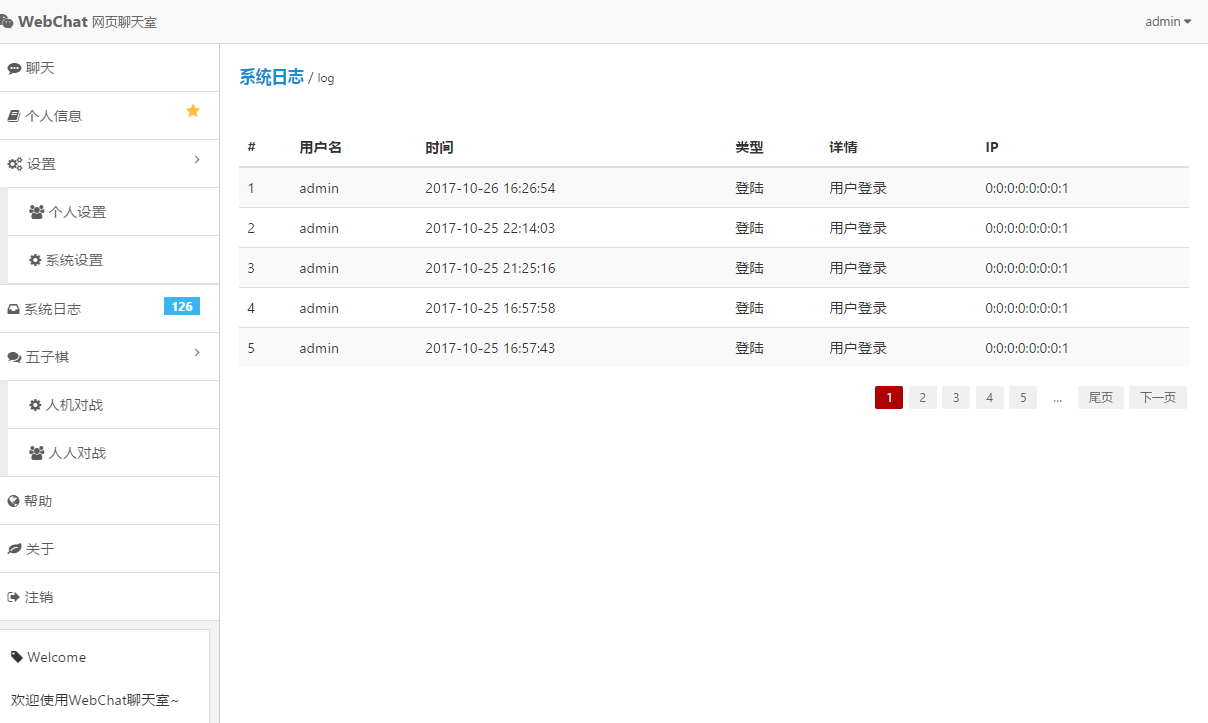 WebChat 网页聊天室
admin
聊天
个人信息
设置
个人设置
系统设置
系统日志 126
五子棋
人机对战
人人对战
帮助
关于
注销
Welcome
欢迎使用WebChat聊天室~
系统日志 / log
# 用户名 时间 类型 详情 IP
1 admin 2017-10-26 16:26:54 登陆 用户登录 0:0:0:0:0:0:0:1
2 admin 2017-10-25 22:14:03 登陆 用户登录 0:0:0:0:0:0:0:1
3 admin 2017-10-25 21:25:16 登陆 用户登录 0:0:0:0:0:0:0:1
4 admin 2017-10-25 16:57:58 登陆 用户登录 0:0:0:0:0:0:0:1
5 admin 2017-10-25 16:57:43 登陆 用户登录 0:0:0:0:0:0:0:1
1 2 3 4 5 ... 尾页 下一页